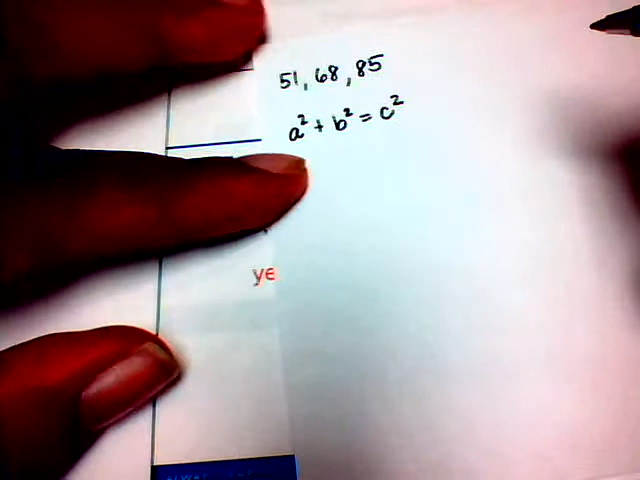 51, 68, 85
a² + b² = c²